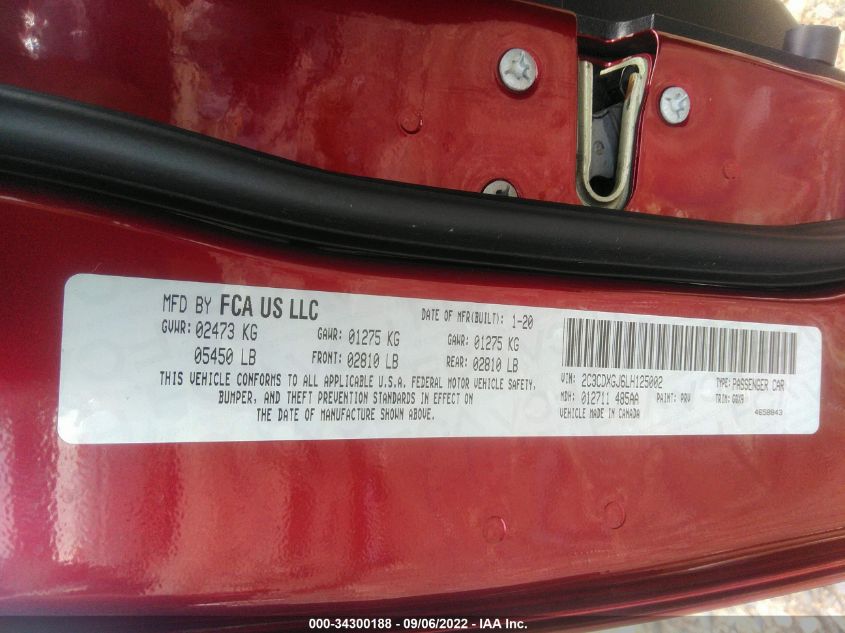 MFD BY FCA US LLC
DATE OF MFR(BUILT): 1-20
GVWR: 02473 KG GAWR: 01275 KG GAWR: 01275 KG
05450 LB FRONT: 02810 LB REAR: 02810 LB
THIS VEHICLE CONFORMS TO ALL APPLICABLE U.S.A. FEDERAL MOTOR VEHICLE SAFETY,
BUMPER, AND THEFT PREVENTION STANDARDS IN EFFECT ON
THE DATE OF MANUFACTURE SHOWN ABOVE.
VIN: 2C3CDXGJ6LH125002 TYPE: PASSENGER CAR
MDH: 012711 485AA PAINT: PRV TRIM: GRX9
VEHICLE MADE IN CANADA 4658843
000-34300188 - 09/06/2022 - IAA Inc.